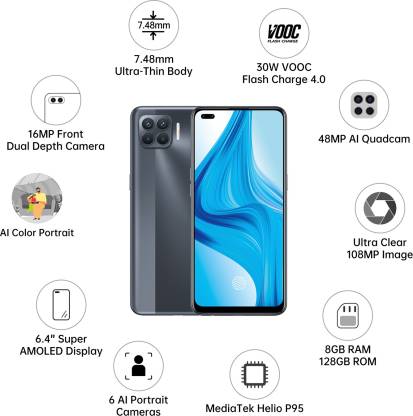 7.48mm
7.48mm
Ultra-Thin Body
VOOC
FLASH CHARGE
30W VOOC
Flash Charge 4.0
16MP Front
Dual Depth Camera
48MP AI Quadcam
AI Color Portrait
Ultra Clear
108MP Image
6.4" Super
AMOLED Display
8GB RAM
128GB ROM
6 AI Portrait
Cameras
MediaTek Helio P95